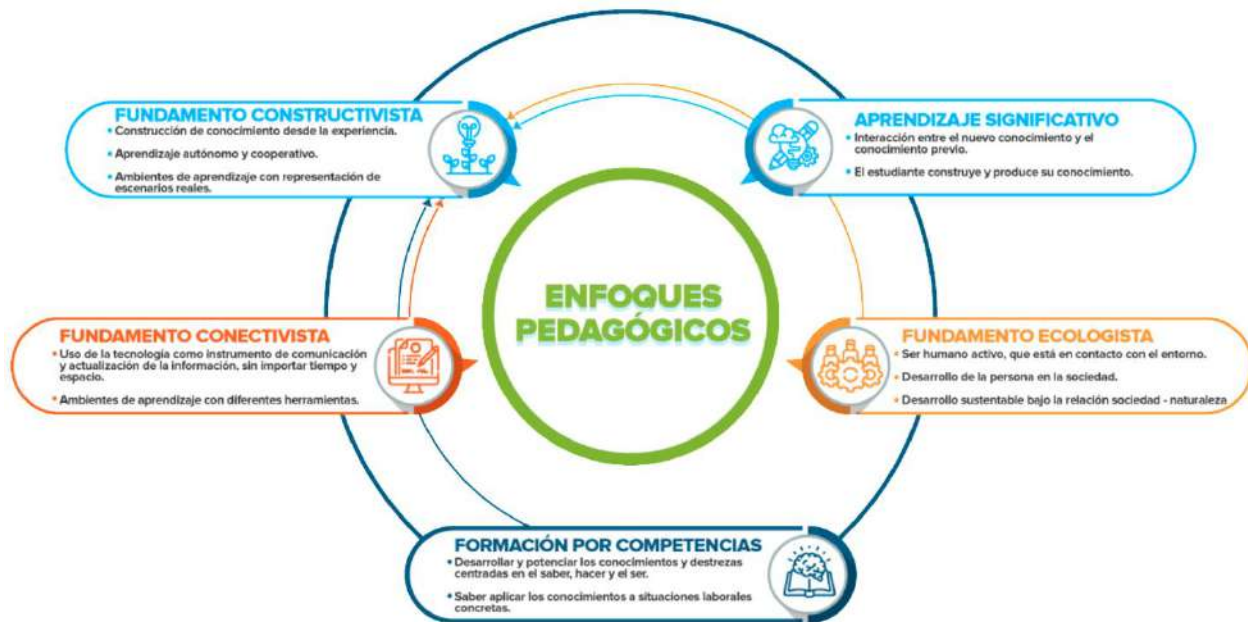 FUNDAMENTO CONSTRUCTIVISTA
• Construcción de conocimiento desde la experiencia.
• Aprendizaje autónomo y cooperativo.
• Ambientes de aprendizaje con representación de
escenarios reales.
APRENDIZAJE SIGNIFICATIVO
• Interacción entre el nuevo conocimiento y el
conocimiento previo.
• El estudiante construye y produce su conocimiento.
ENFOQUES
PEDAGÓGICOS
FUNDAMENTO CONECTIVISTA
• Uso de la tecnología como instrumento de comunicación
y actualización de la información, sin importar tiempo y
espacio.
• Ambientes de aprendizaje con diferentes herramientas.
FUNDAMENTO ECOLOGISTA
• Ser humano activo, que está en contacto con el entorno.
• Desarrollo de la persona en la sociedad.
• Desarrollo sustentable bajo la relación sociedad - naturaleza
FORMACIÓN POR COMPETENCIAS
• Desarrollar y potenciar los conocimientos y destrezas
centradas en el saber, hacer y el ser.
• Saber aplicar los conocimientos a situaciones laborales
concretas.